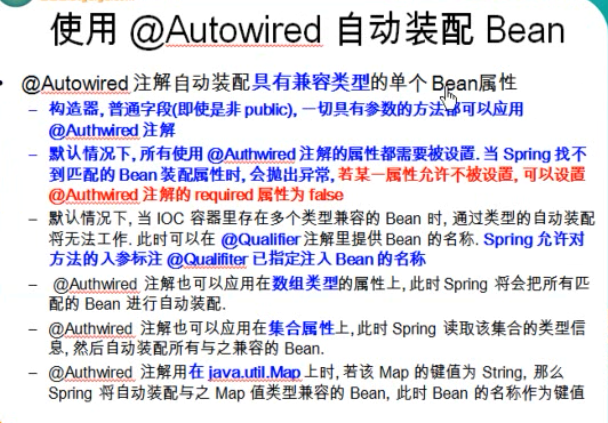 使用 @Autowired 自动装配 Bean
• @Autowired 注解自动装配具有兼容类型的单个 Bean属性
– 构造器, 普通字段(即使是非 public), 一切具有参数的方法都可以应用
@Authwired 注解
– 默认情况下, 所有使用 @Authwired 注解的属性都需要被设置. 当 Spring 找不
到匹配的 Bean 装配属性时, 会抛出异常, 若某一属性允许不被设置, 可以设置
@Authwired 注解的 required 属性为 false
– 默认情况下, 当 IOC 容器里存在多个类型兼容的 Bean 时, 通过类型的自动装配
将无法工作. 此时可以在 @Qualifier 注解里提供 Bean 的名称. Spring 允许对
方法的入参标注 @Qualifiter 已指定注入 Bean 的名称
– @Authwired 注解也可以应用在数组类型的属性上, 此时 Spring 将会把所有匹
配的 Bean 进行自动装配.
– @Authwired 注解也可以应用在集合属性上, 此时 Spring 读取该集合的类型信
息, 然后自动装配所有与之兼容的 Bean.
– @Authwired 注解用在 java.util.Map 上时, 若该 Map 的键值为 String, 那么
Spring 将自动装配与之 Map 值类型兼容的 Bean, 此时 Bean 的名称作为键值